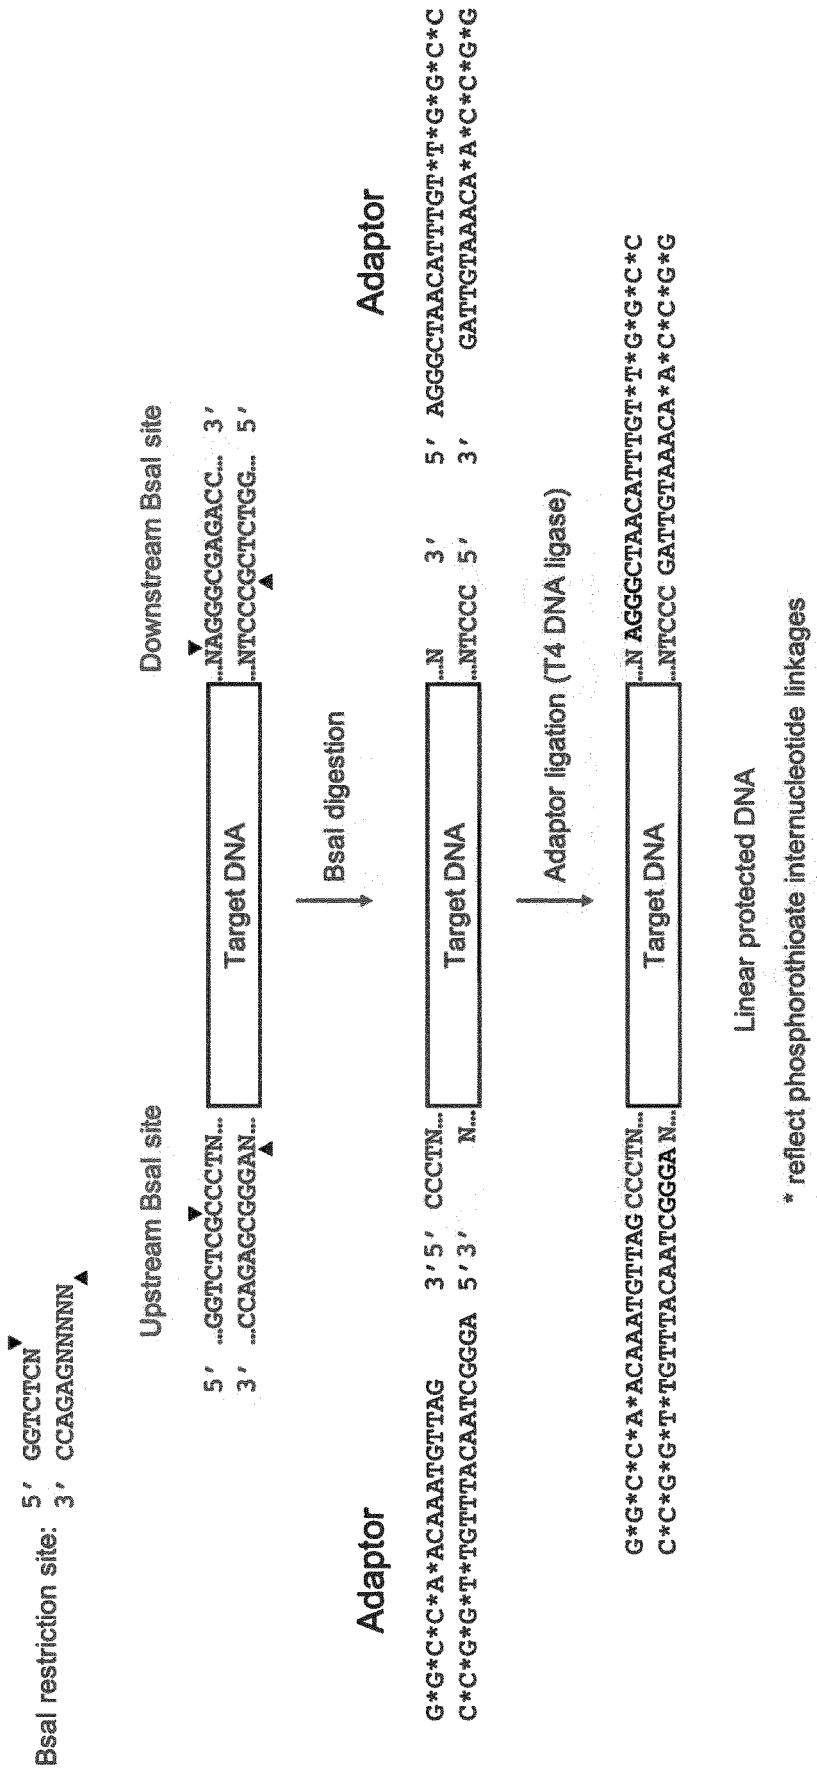 BsaI restriction site: 5′ GGTCTCN
3′ CCAGAGNNNNN
Upstream BsaI site
Downstream BsaI site
5′ ...GGTCTCGCCCTN...
...NAGGGCGAGACC... 3′
3′ ...CCAGAGCGGGAN...
...NTCCCGCTCTGG... 5′
Target DNA
BsaI digestion
Adaptor
Adaptor
G*G*C*C*A*ACAAATGTTAG 3′ 5′ CCCTN...
...N 3′ 5′ AGGGCTAACATTTGT*T*G*G*C*C
C*C*G*G*T*TGTTTACAATCGGGA 5′ 3′ N...
...NTCCC 5′ 3′ GATTGTAAACA*A*C*C*G*G
Target DNA
Adaptor ligation (T4 DNA ligase)
G*G*C*C*A*ACAAATGTTAG CCCTN...
...N AGGGCTAACATTTGT*T*G*G*C*C
C*C*G*G*T*TGTTTACAATCGGGA N...
...NTCCC GATTGTAAACA*A*C*C*G*G
Target DNA
Linear protected DNA
* reflect phosphorothioate internucleotide linkages